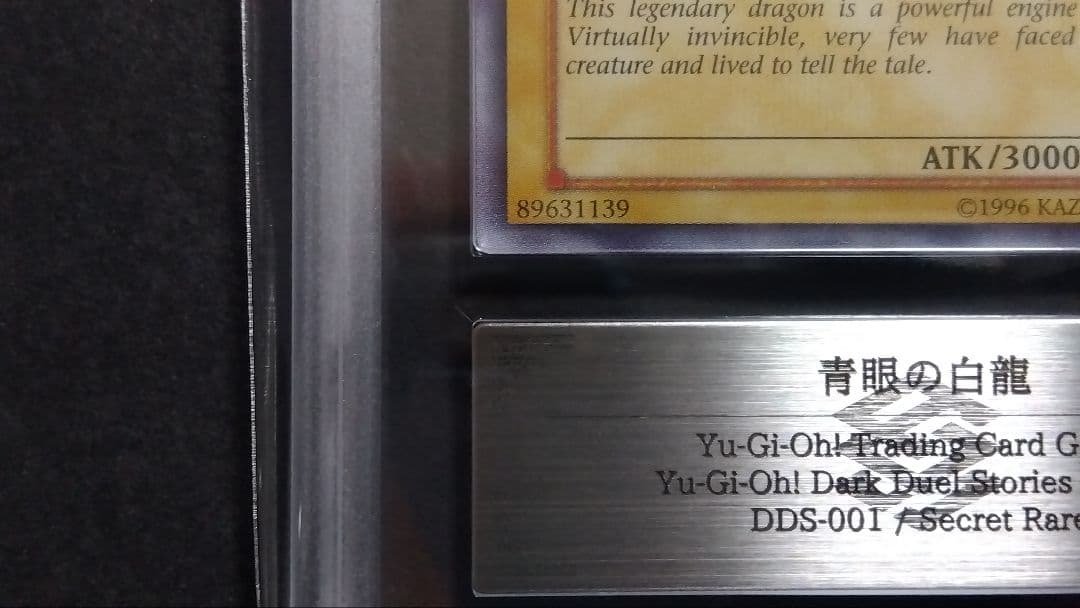 This legendary dragon is a powerful engine
Virtually invincible, very few have faced
creature and lived to tell the tale.
ATK/3000
89631139
©1996 KAZ
青眼の白龍
Yu-Gi-Oh! Trading Card G
Yu-Gi-Oh! Dark Duel Stories
DDS-001 / Secret Rare